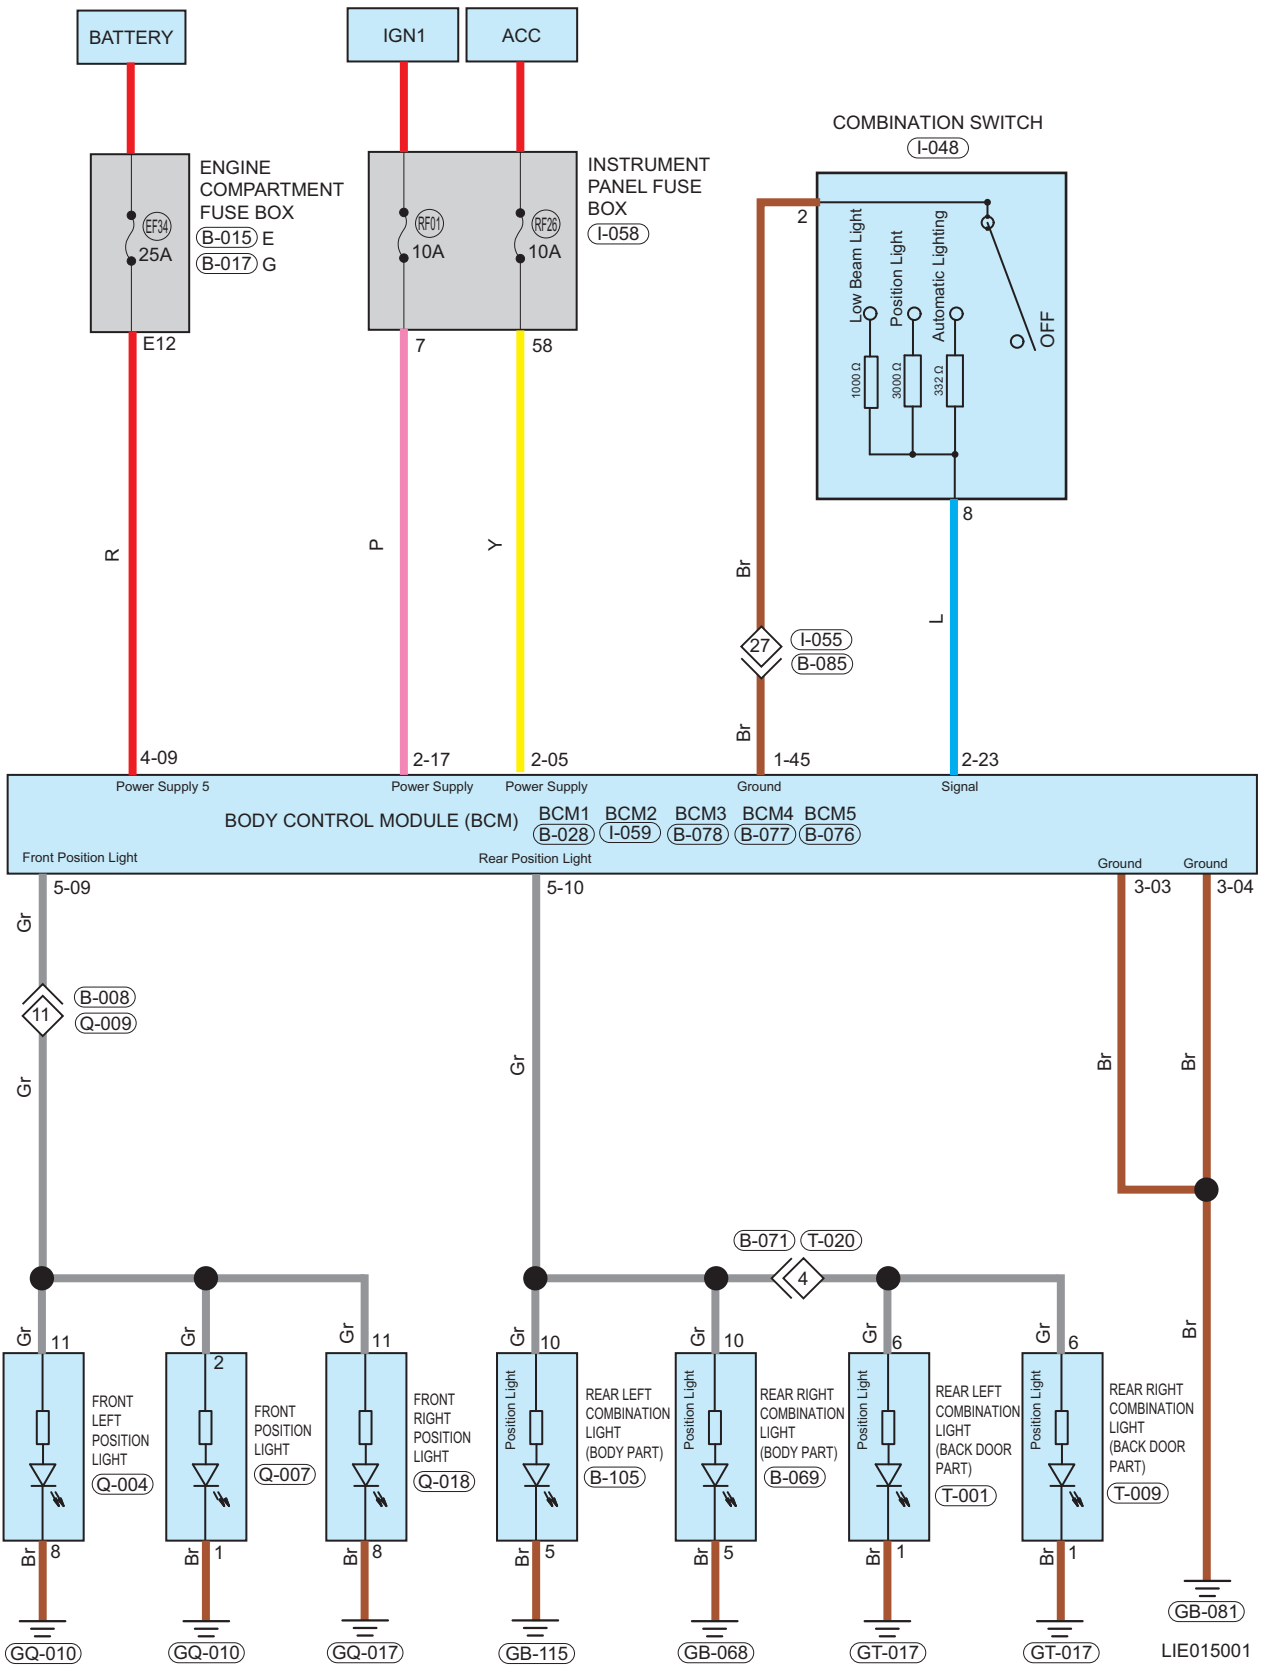 BATTERY
IGN1
ACC
COMBINATION SWITCH
I-048
ENGINE
COMPARTMENT
FUSE BOX
B-015 E
B-017 G
EF34
25A
RF01
10A
RF26
10A
INSTRUMENT
PANEL FUSE
BOX
I-058
2
Low Beam Light
Position Light
Automatic Lighting
OFF
1000 Ω
3000 Ω
332 Ω
E12
7
58
8
R
P
Y
Br
L
27
I-055
B-085
Br
4-09
2-17
2-05
1-45
2-23
Power Supply 5
Power Supply
Power Supply
Ground
Signal
BODY CONTROL MODULE (BCM)
BCM1
B-028
BCM2
I-059
BCM3
B-078
BCM4
B-077
BCM5
B-076
Front Position Light
Rear Position Light
Ground
Ground
5-09
5-10
3-03
3-04
Gr
11
B-008
Q-009
Gr
Gr
Br
Br
B-071
T-020
4
Br
Gr
11
Gr
2
Gr
11
Gr
10
Gr
10
Gr
6
Gr
6
FRONT
LEFT
POSITION
LIGHT
Q-004
FRONT
POSITION
LIGHT
Q-007
FRONT
RIGHT
POSITION
LIGHT
Q-018
Position Light
REAR LEFT
COMBINATION
LIGHT
(BODY PART)
B-105
Position Light
REAR RIGHT
COMBINATION
LIGHT
(BODY PART)
B-069
Position Light
REAR LEFT
COMBINATION
LIGHT
(BACK DOOR
PART)
T-001
Position Light
REAR RIGHT
COMBINATION
LIGHT
(BACK DOOR
PART)
T-009
Br
8
Br
1
Br
8
Br
5
Br
5
Br
1
Br
1
GQ-010
GQ-010
GQ-017
GB-115
GB-068
GT-017
GT-017
GB-081
LIE015001